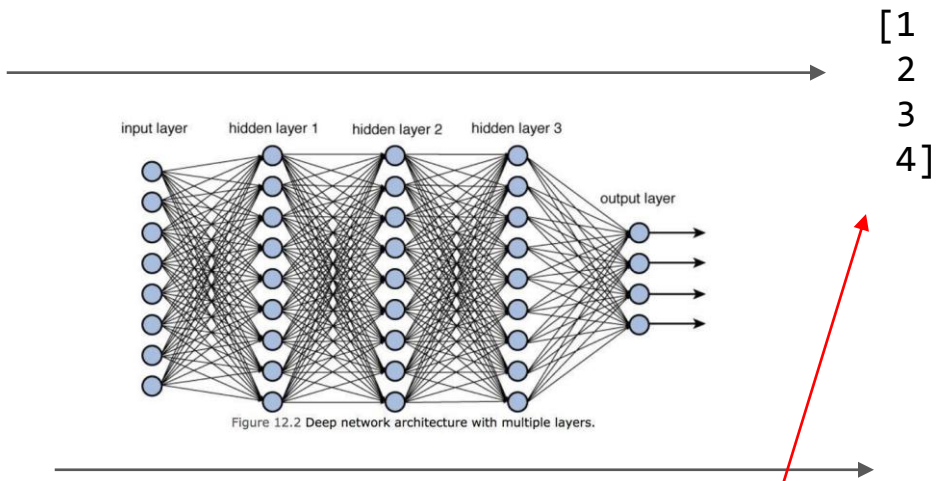 [1
2
3
4]
input layer hidden layer 1 hidden layer 2 hidden layer 3
output layer
Figure 12.2 Deep network architecture with multiple layers.